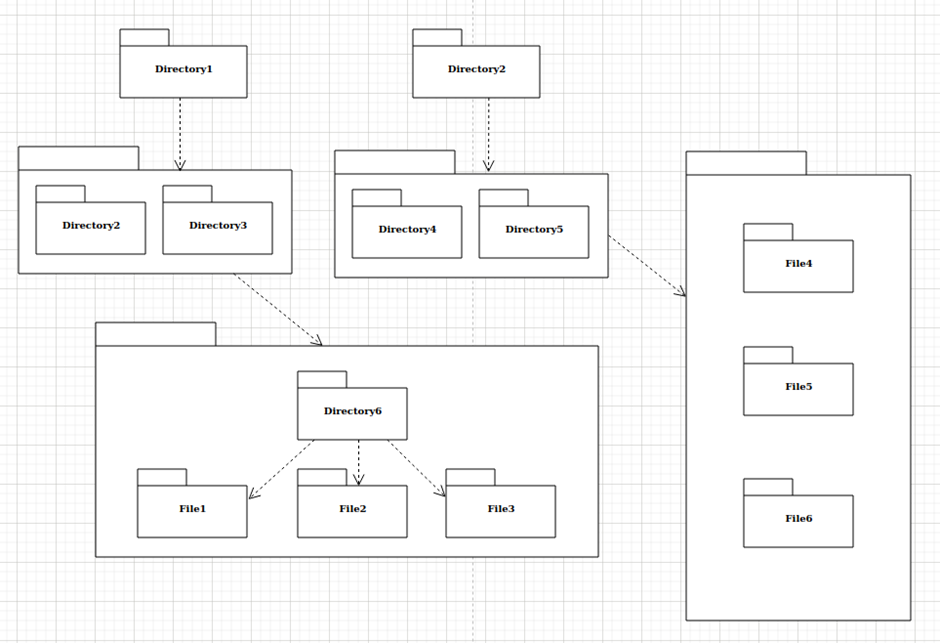 Directory1
Directory2
Directory2
Directory3
Directory4
Directory5
File4
File5
File6
Directory6
File1
File2
File3